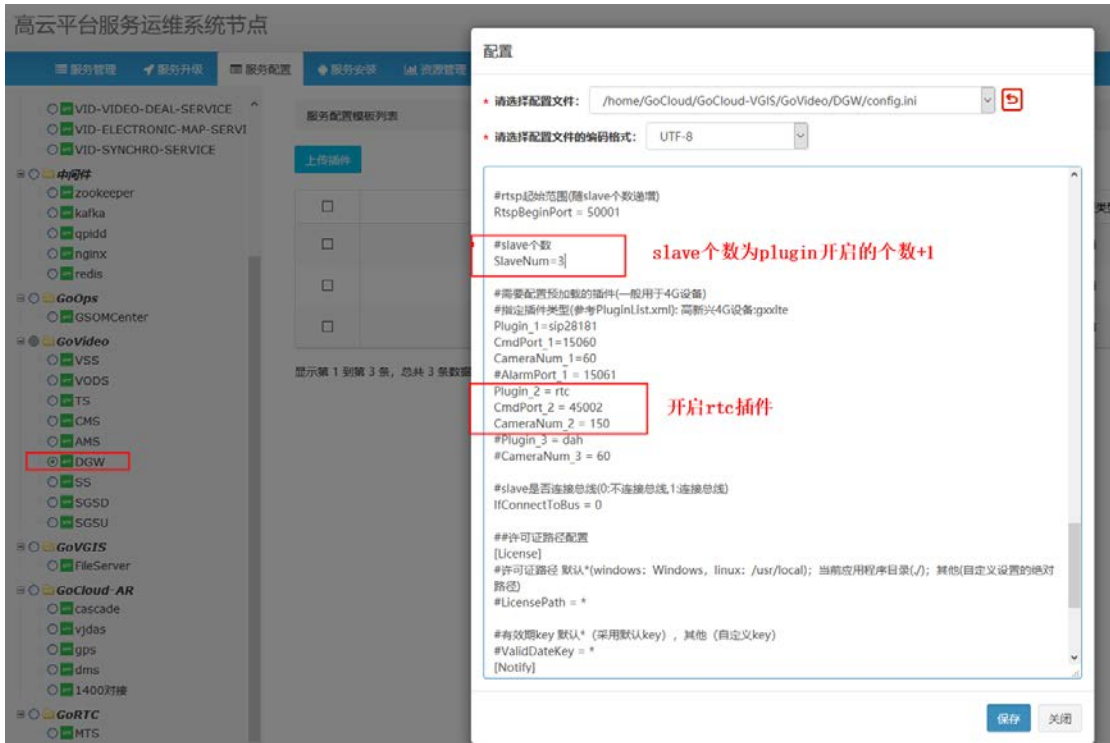 高云平台服务运维系统节点
服务管理
服务升级
服务配置
服务安装
资源管理
VID-VIDEO-DEAL-SERVICE
VID-ELECTRONIC-MAP-SERVI
VID-SYNCHRO-SERVICE
中间件
zookeeper
kafka
qpidd
nginx
redis
GoOps
GSOMCenter
GoVideo
VSS
VODS
TS
CMS
AMS
DGW
SS
SGSD
SGSU
GoVGIS
FileServer
GoCloud-AR
cascade
vjdas
gps
dms
1400对接
GoRTC
MTS
服务配置模板列表
上传插件
显示第 1 到第 3 条，总共 3 条数据
配置
* 请选择配置文件： /home/GoCloud/GoCloud-VGIS/GoVideo/DGW/config.ini
* 请选择配置文件的编码格式： UTF-8
#rtsp起始范围(随slave个数递增)
RtspBeginPort = 50001
#slave个数
SlaveNum=3
slave个数为plugin开启的个数+1
#需要配置预加载的插件(一般用于4G设备)
#指定插件类型(参考PluginList.xml): 高新兴4G设备:gxxlte
Plugin_1=sip28181
CmdPort_1=15060
CameraNum_1=60
#AlarmPort_1 = 15061
Plugin_2 = rtc
CmdPort_2 = 45002
CameraNum_2 = 150
开启rtc插件
#Plugin_3 = dah
#CameraNum_3 = 60
#slave是否连接总线(0:不连接总线,1:连接总线)
IfConnectToBus = 0
##许可证路径配置
[License]
#许可证路径 默认*(windows：Windows，linux：/usr/local)；当前应用程序目录(./)；其他(自定义设置的绝对
路径)
#LicensePath = *
#有效期key 默认*（采用默认key），其他（自定义key）
#ValidDateKey = *
[Notify]
保存
关闭